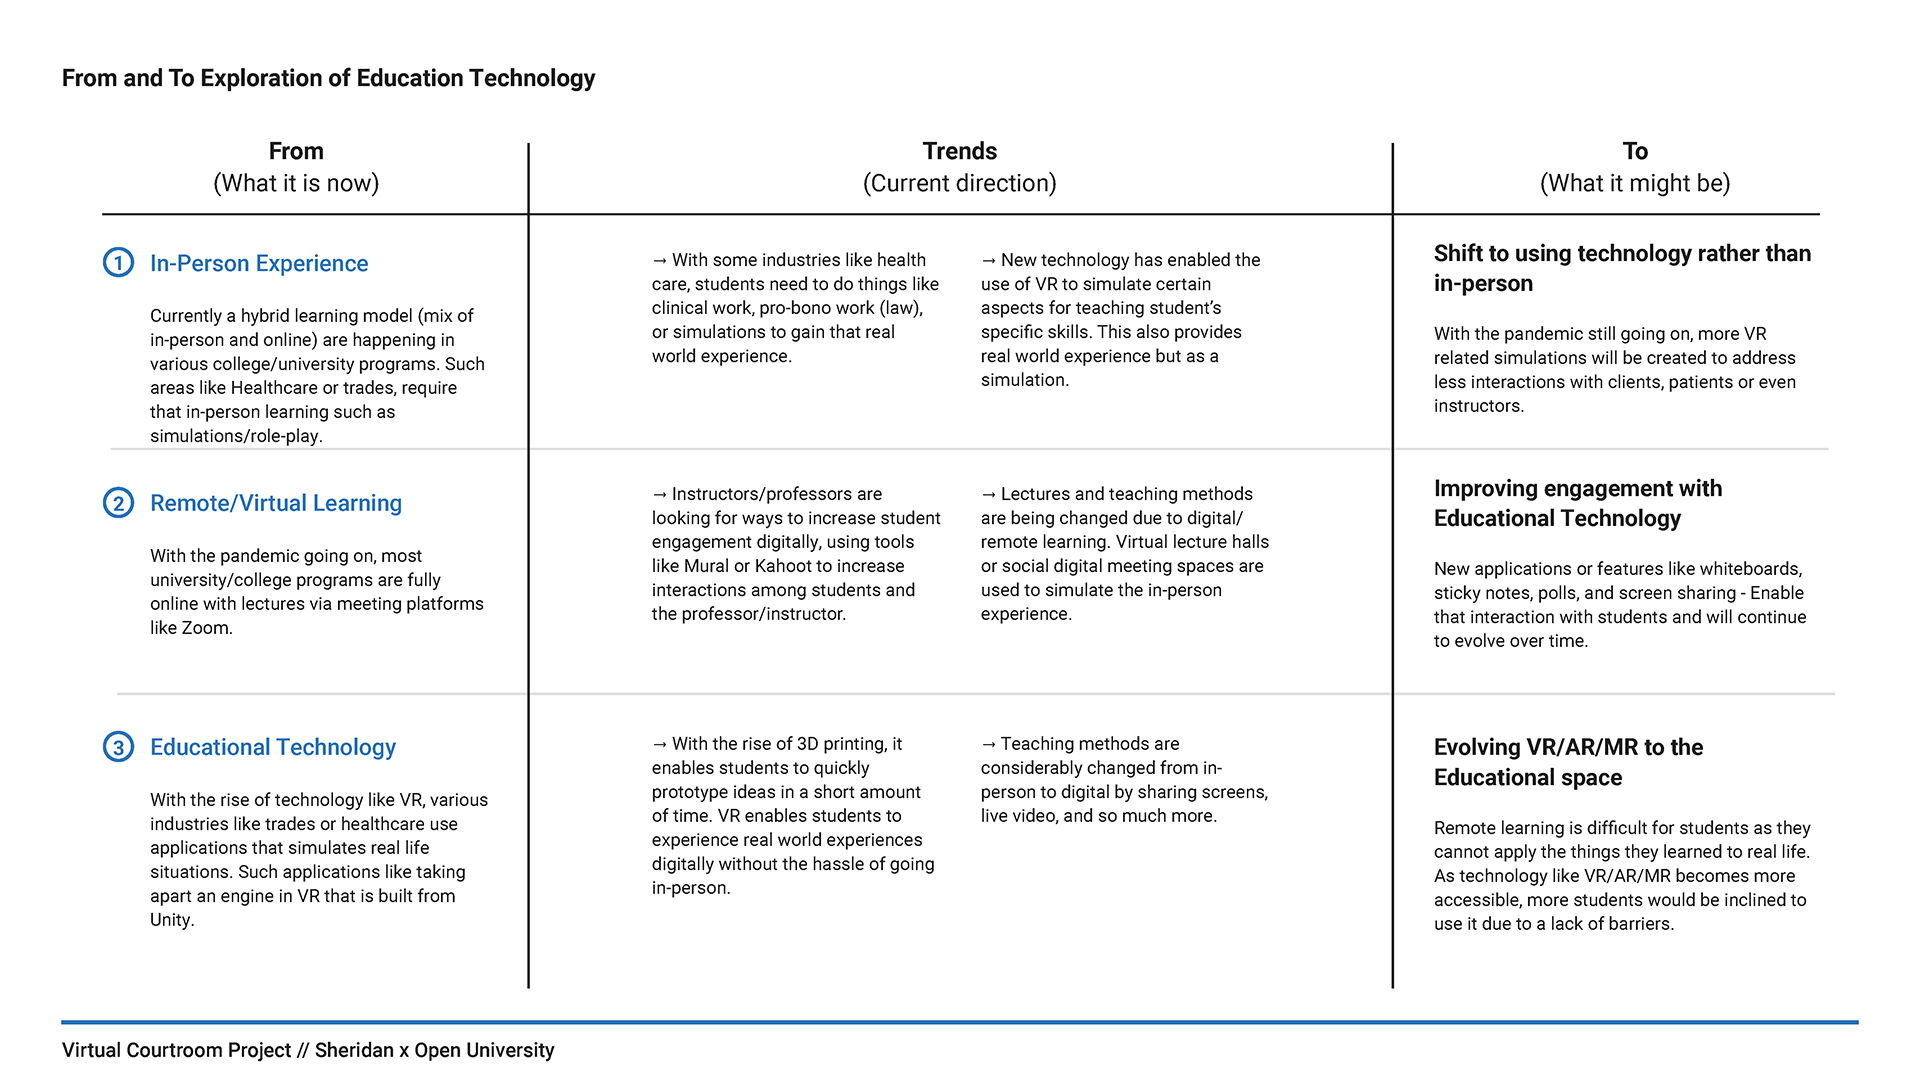 From and To Exploration of Education Technology
From
(What it is now)
Trends
(Current direction)
To
(What it might be)
1 In-Person Experience
Currently a hybrid learning model (mix of
in-person and online) are happening in
various college/university programs. Such
areas like Healthcare or trades, require
that in-person learning such as
simulations/role-play.
→ With some industries like health
care, students need to do things like
clinical work, pro-bono work (law),
or simulations to gain that real
world experience.
→ New technology has enabled the
use of VR to simulate certain
aspects for teaching student’s
specific skills. This also provides
real world experience but as a
simulation.
Shift to using technology rather than
in-person
With the pandemic still going on, more VR
related simulations will be created to address
less interactions with clients, patients or even
instructors.
2 Remote/Virtual Learning
With the pandemic going on, most
university/college programs are fully
online with lectures via meeting platforms
like Zoom.
→ Instructors/professors are
looking for ways to increase student
engagement digitally, using tools
like Mural or Kahoot to increase
interactions among students and
the professor/instructor.
→ Lectures and teaching methods
are being changed due to digital/
remote learning. Virtual lecture halls
or social digital meeting spaces are
used to simulate the in-person
experience.
Improving engagement with
Educational Technology
New applications or features like whiteboards,
sticky notes, polls, and screen sharing - Enable
that interaction with students and will continue
to evolve over time.
3 Educational Technology
With the rise of technology like VR, various
industries like trades or healthcare use
applications that simulates real life
situations. Such applications like taking
apart an engine in VR that is built from
Unity.
→ With the rise of 3D printing, it
enables students to quickly
prototype ideas in a short amount
of time. VR enables students to
experience real world experiences
digitally without the hassle of going
in-person.
→ Teaching methods are
considerably changed from in-
person to digital by sharing screens,
live video, and so much more.
Evolving VR/AR/MR to the
Educational space
Remote learning is difficult for students as they
cannot apply the things they learned to real life.
As technology like VR/AR/MR becomes more
accessible, more students would be inclined to
use it due to a lack of barriers.
Virtual Courtroom Project // Sheridan x Open University